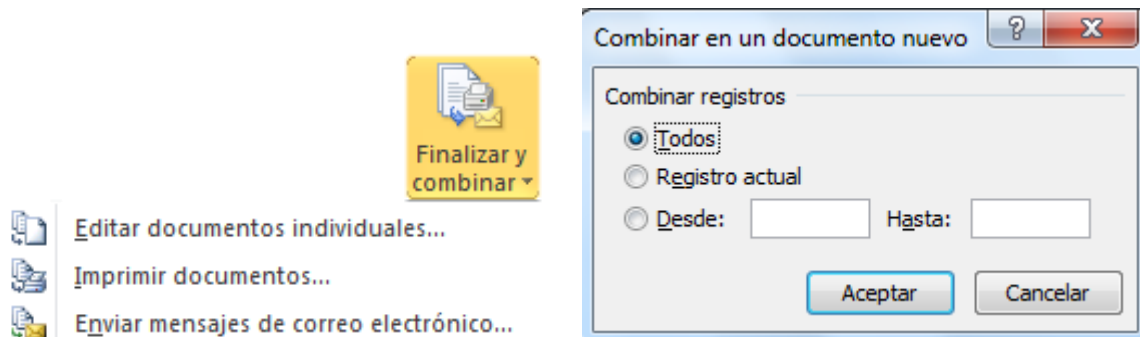 Finalizar y
combinar
Editar documentos individuales...
Imprimir documentos...
Enviar mensajes de correo electrónico...
Combinar en un documento nuevo
Combinar registros
Todos
Registro actual
Desde: Hasta:
Aceptar Cancelar